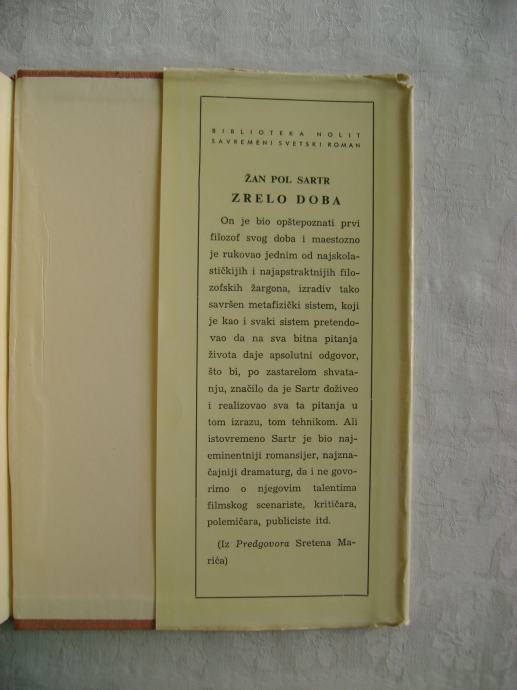 BIBLIOTEKA NOLIT
SAVREMENI SVETSKI ROMAN
ŽAN POL SARTR
ZRELO DOBA
On je bio opštepoznati prvi
filozof svog doba i maestozno
je rukovao jednim od najskola-
stičkijih i najapstraktnijih filo-
zofskih žargona, izradiv tako
savršen metafizički sistem, koji
je kao i svaki sistem pretendo-
vao da na sva bitna pitanja
života daje apsolutni odgovor,
što bi, po zastarelom shvata-
nju, značilo da je Sartr doživeo
i realizovao sva ta pitanja u
tom izrazu, tom tehnikom. Ali
istovremeno Sartr je bio naj-
eminentniji romansijer, najzna-
čajniji dramaturg, da i ne govo-
rimo o njegovim talentima
filmskog scenariste, kritičara,
polemičara, publiciste itd.
(Iz Predgovora Sretena Ma-
rića)